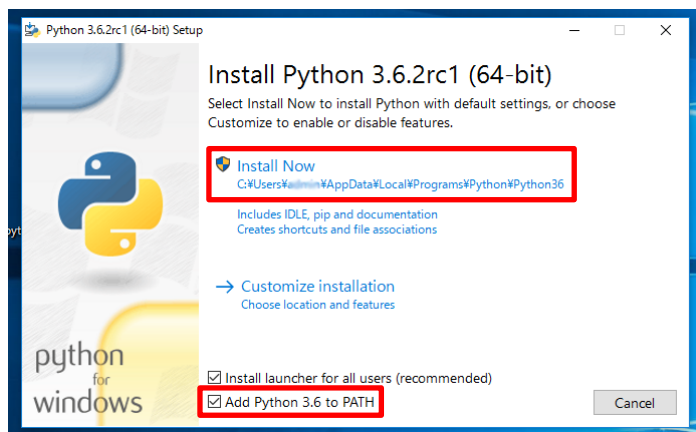 Python 3.6.2rc1 (64-bit) Setup
Install Python 3.6.2rc1 (64-bit)
Select Install Now to install Python with default settings, or choose
Customize to enable or disable features.
Install Now
C:¥Users¥ ¥AppData¥Local¥Programs¥Python¥Python36
Includes IDLE, pip and documentation
Creates shortcuts and file associations
→ Customize installation
Choose location and features
python
for
windows
Install launcher for all users (recommended)
Add Python 3.6 to PATH
Cancel